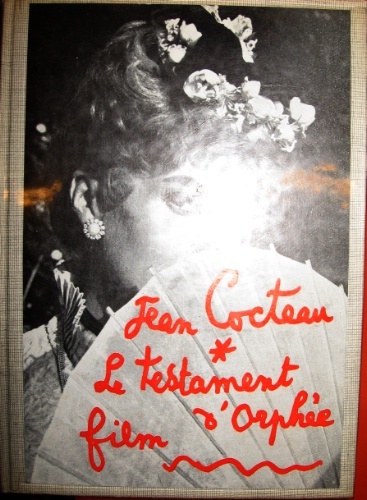 Jean Cocteau
*
Le testament
d'Orphée
film